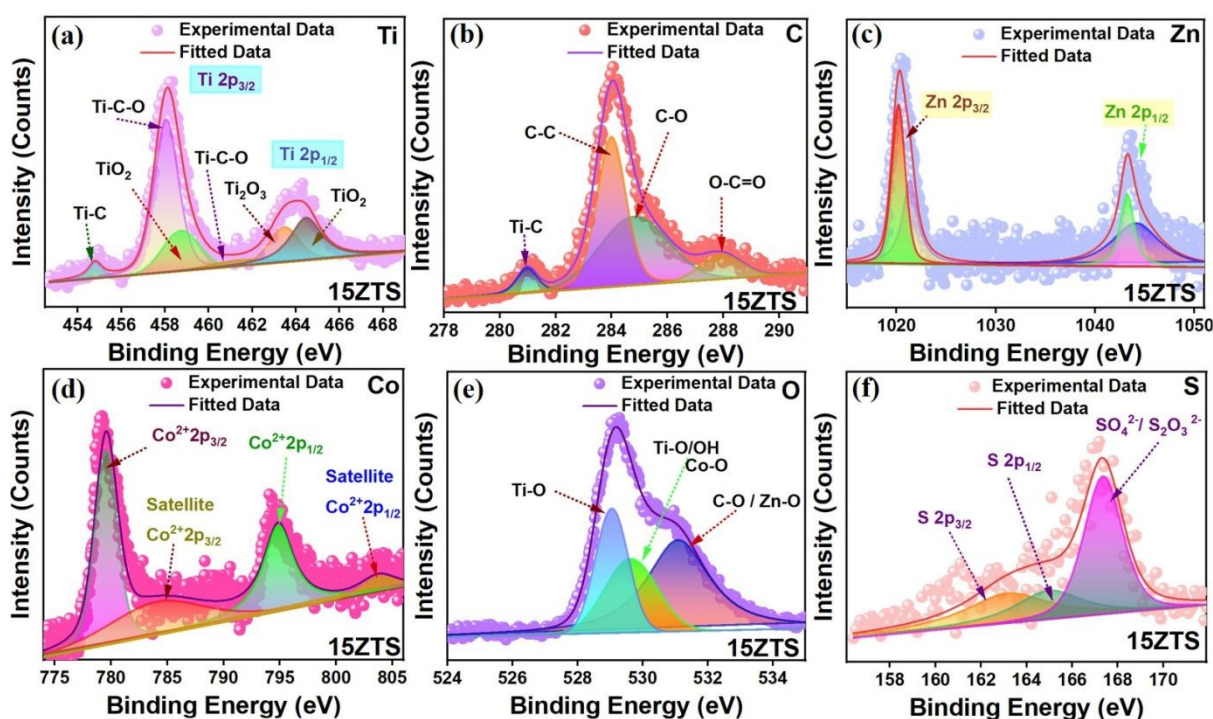 (a)
Experimental Data
Fitted Data
Ti
Ti 2p3/2
Ti-C-O
TiO2
Ti-C
Ti-C-O
Ti 2p1/2
Ti2O3
TiO2
15ZTS
Intensity (Counts)
454 456 458 460 462 464 466 468
Binding Energy (eV)
(b)
Experimental Data
Fitted Data
C
C-C
C-O
O-C=O
Ti-C
15ZTS
Intensity (Counts)
278 280 282 284 286 288 290
Binding Energy (eV)
(c)
Experimental Data
Fitted Data
Zn
Zn 2p3/2
Zn 2p1/2
15ZTS
Intensity (Counts)
1020 1030 1040 1050
Binding Energy (eV)
(d)
Experimental Data
Fitted Data
Co
Co2+2p3/2
Co2+2p1/2
Satellite
Co2+2p3/2
Satellite
Co2+2p1/2
15ZTS
Intensity (Counts)
775 780 785 790 795 800 805
Binding Energy (eV)
(e)
Experimental Data
Fitted Data
O
Ti-O
Ti-O/OH
Co-O
C-O / Zn-O
15ZTS
Intensity (Counts)
524 526 528 530 532 534
Binding Energy (eV)
(f)
Experimental Data
Fitted Data
S
SO4 2-/ S2O3 2-
S 2p1/2
S 2p3/2
15ZTS
Intensity (Counts)
158 160 162 164 166 168 170
Binding Energy (eV)